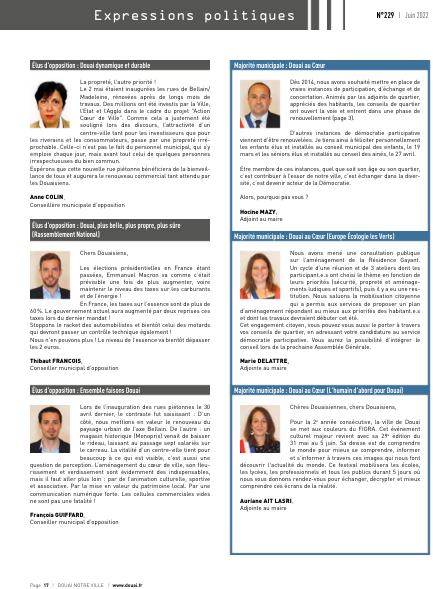 Expressions politiques
N°229 | Juin 2022
Élus d'opposition : Douai dynamique et durable
La propreté, l'autre priorité !
Le 2 mai étaient inaugurées les rues de Bellain/
Madeleine, rénovées après de longs mois de
travaux. Des millions ont été investis par la Ville,
l'Etat et l'Agglo dans le cadre du projet "Action
Cœur de Ville". Comme cela a justement été
souligné lors des discours, l'attractivité d'un
centre-ville tant pour les investisseurs que pour
les riverains et les consommateurs, passe par une propreté irré-
prochable. Celle-ci n'est pas le fait du personnel municipal, qui s'y
emploie chaque jour, mais avant tout celui de quelques personnes
irrespectueuses du bien commun.
Espérons que cette nouvelle rue piétonne bénéficiera de la bienveil-
lance de tous et augurera le renouveau commercial tant attendu par
les Douaisiens.
Anne COLIN,
Conseillère municipale d'opposition
Élus d'opposition : Douai, plus belle, plus propre, plus sûre
(Rassemblement National)
Chers Douaisiens,
Les élections présidentielles en France étant
passées, Emmanuel Macron va comme c'était
prévisible une fois de plus augmenter, voire
maintenir le niveau des taxes sur les carburants
et de l'énergie !
En France, les taxes sur l'essence sont de plus de
60%. Le gouvernement actuel aura augmenté par deux reprises ces
taxes lors du dernier mandat !
Stoppons le racket des automobilistes et bientôt celui des motards
qui devront passer un contrôle technique également !
Nous n'en pouvons plus ! Le niveau de l'essence va bientôt dépasser
les 2 euros.
Thibaut FRANCOIS,
Conseiller municipal d'opposition
Élus d'opposition : Ensemble faisons Douai
Lors de l'inauguration des rues piétonnes le 30
avril dernier, le contraste fut saisissant : D'un
côté, nous mettions en valeur le renouveau du
paysage urbain de l'axe Bellain. De l'autre : un
magasin historique (Monoprix) venait de baisser
le rideau, laissant au paysage sept salariés sur
le carreau. La vitalité d'un centre-ville tient pour
beaucoup à ce qui est visible, c'est aussi une
question de perception. L'aménagement du cœur de ville, son fleu-
rissement et verdissement sont évidemment des indispensables,
mais il faut aller plus loin : par de l'animation culturelle, sportive
et associative. Par la mise en valeur du patrimoine local. Par une
communication numérique forte. Les cellules commerciales vides
ne sont pas une fatalité !
François GUIFFARD,
Conseiller municipal d'opposition
Majorité municipale : Douai au Cœur
Dès 2014, nous avons souhaité mettre en place de
vraies instances de participation, d'échange et de
concertation. Animés par les adjoints de quartier,
appréciés des habitants, les conseils de quartier
ont ouvert la voie et entrent dans une phase de
renouvellement (page 3).
D'autres instances de démocratie participative
viennent d'être renouvelées. Je tiens ainsi à féliciter personnellement
les enfants élus et installés au conseil municipal des enfants, le 19
mars et les séniors élus et installés au conseil des ainés, le 27 avril.
Etre membre de ces instances, quel que soit son âge ou son quartier,
c'est contribuer à l'essor de notre ville, c'est échanger dans la diver-
sité, c'est devenir acteur de la Démocratie.
Alors, pourquoi pas vous ?
Hocine MAZY,
Adjoint au maire
Majorité municipale : Douai au Cœur (Europe Écologie les Verts)
Nous avons mené une consultation publique
sur l'aménagement de la Résidence Gayant.
Un cycle d'une réunion et de 3 ateliers dont les
participant.e.s ont choisi le thème en fonction de
leurs priorités (sécurité, propreté et aménage-
ments ludiques et sportifs), puis il y a eu une res-
titution. Nous saluons la mobilisation citoyenne
qui a permis aux services de proposer un plan
d'aménagement répondant au mieux aux priorités des habitant.e.s
et dont les travaux devraient débuter cet été.
Cet engagement citoyen, vous pouvez vous aussi le porter à travers
vos conseils de quartier, en adressant votre candidature au service
démocratie participative. Vous aurez la possibilité d'intégrer le
conseil lors de la prochaine Assemblée Générale.
Marie DELATTRE,
Adjointe au maire
Majorité municipale : Douai au Cœur (L'humain d'abord pour Douai)
Chères Douaisiennes, chers Douaisiens,
Pour la 2e année consécutive, la ville de Douai
se met aux couleurs du FIGRA. Cet événement
culturel majeur revient avec sa 29e édition du
31 mai au 5 juin. Sa devise est de comprendre
le monde pour mieux se comprendre, informer
et s'informer à travers ces images qui nous font
découvrir l'actualité du monde. Ce festival mobilisera les écoles,
les lycées, les professionnels et tous les publics durant 5 jours où
nous vous donnons rendez-vous pour échanger, décrypter et mieux
comprendre ces écrans de la réalité.
Auriane AIT LASRI,
Adjointe au maire
Page 17 | DOUAI NOTRE VILLE | www.douai.fr